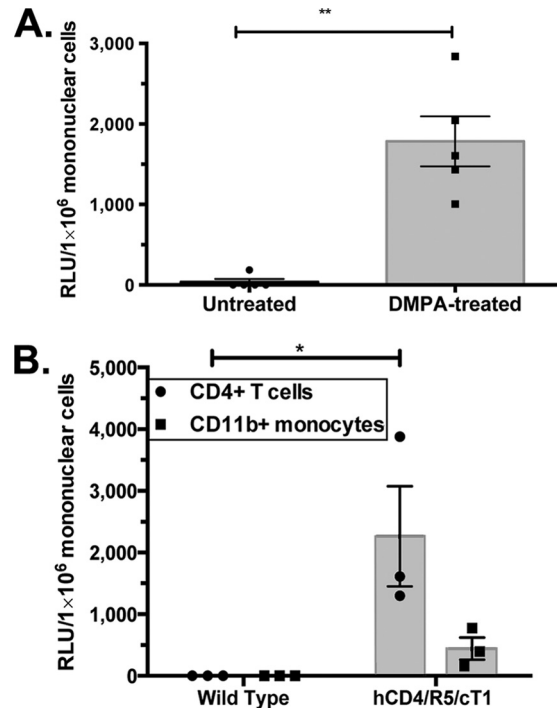 A.
**
3,000
2,000
1,000
0
RLU/1×10⁶ mononuclear cells
Untreated DMPA-treated
B.
*
5,000
4,000
3,000
2,000
1,000
0
RLU/1×10⁶ mononuclear cells
CD4+ T cells
CD11b+ monocytes
Wild Type hCD4/R5/cT1